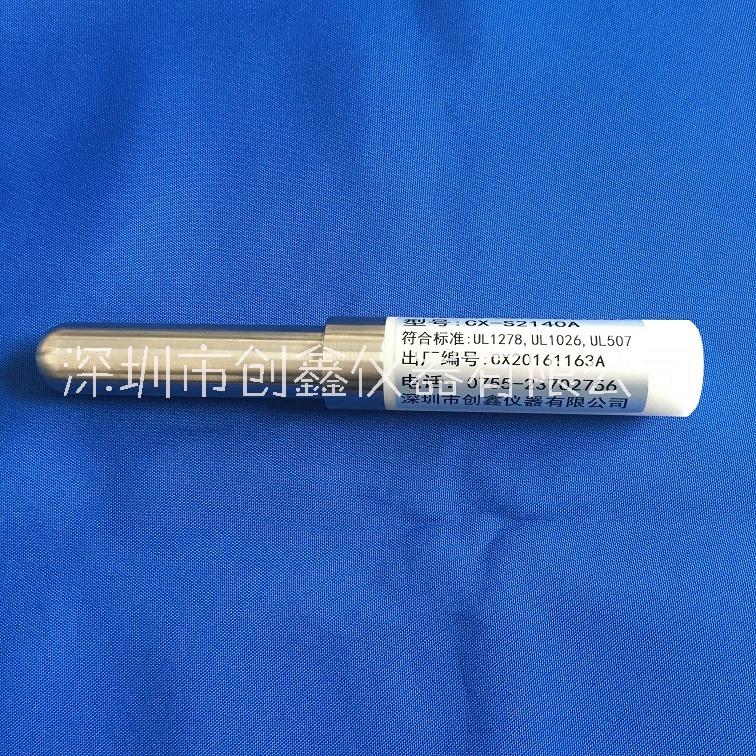 型号:CX-S2140A
符合标准:UL1278,UL1026,UL507
出厂编号:CX20161163A
电话: 0755-23702736
深圳市创鑫仪器有限公司
深圳市创鑫仪器有限公司